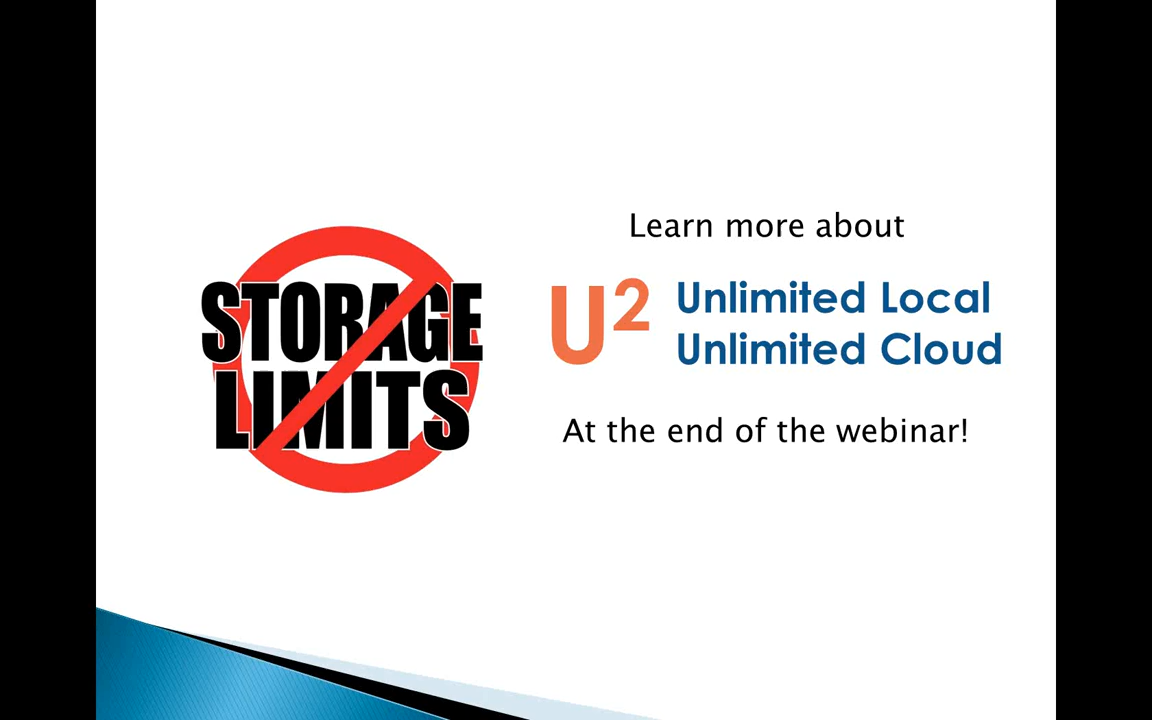 STORAGE
LIMITS
Learn more about
U² Unlimited Local
Unlimited Cloud
At the end of the webinar!